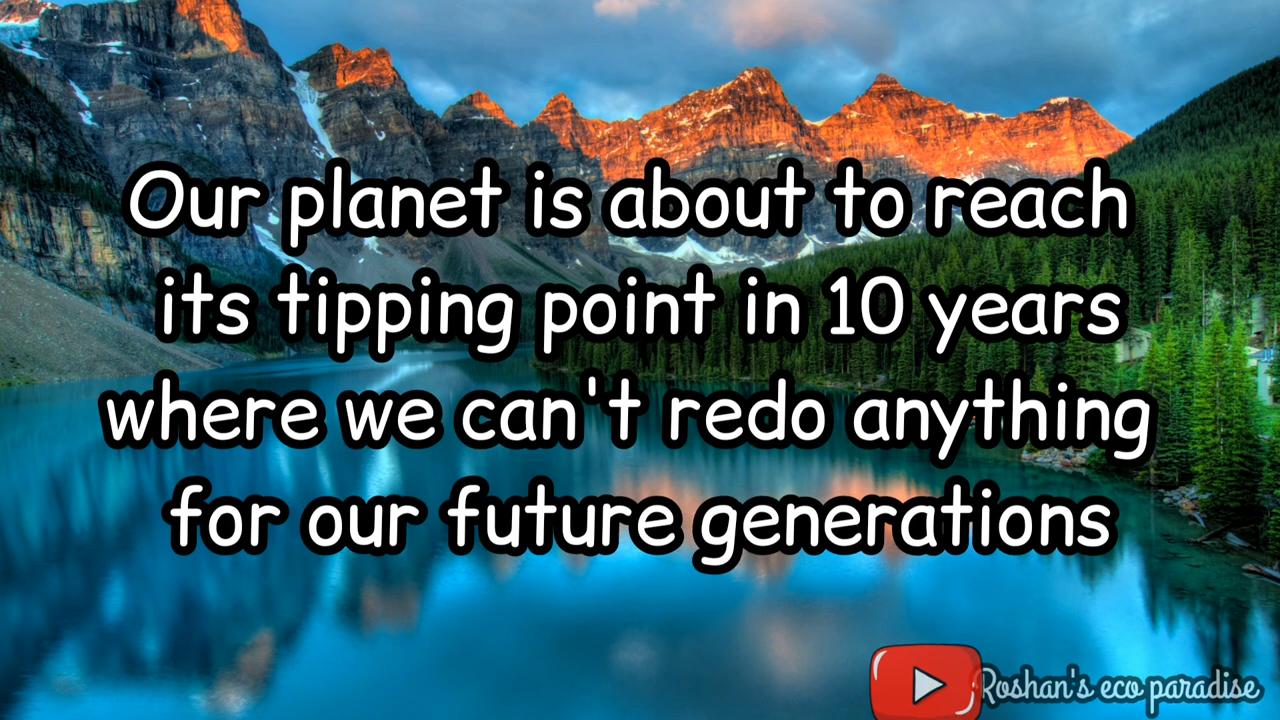 Our planet is about to reach
its tipping point in 10 years
where we can't redo anything
for our future generations
Roshan's eco paradise